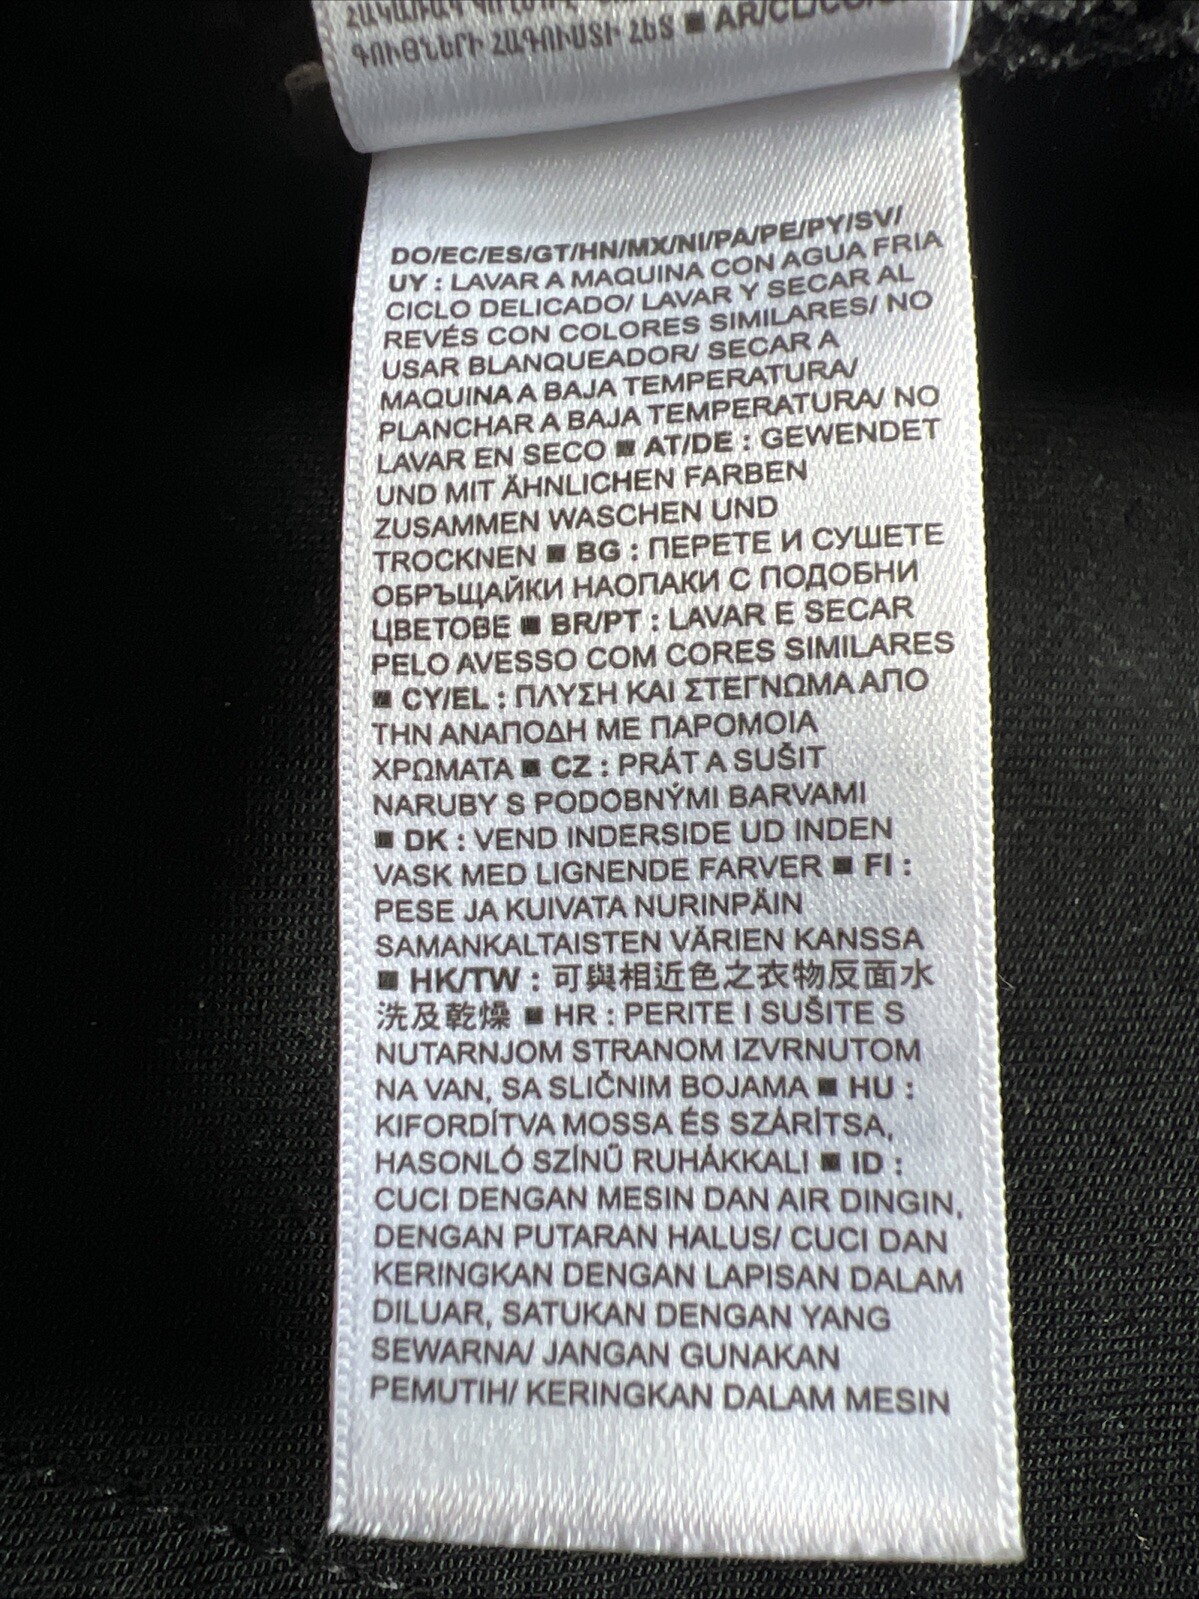 ՀԱԿԱՌԱԿ
ԳՈՒՅՆԵՐԻ ՀԱԳՈՒՍՏԻ ՀԵՏ ■ AR/CL/CO/
DO/EC/ES/GT/HN/MX/NI/PA/PE/PY/SV/
UY : LAVAR A MAQUINA CON AGUA FRIA
CICLO DELICADO/ LAVAR Y SECAR AL
REVÉS CON COLORES SIMILARES/ NO
USAR BLANQUEADOR/ SECAR A
MAQUINA A BAJA TEMPERATURA/
PLANCHAR A BAJA TEMPERATURA/ NO
LAVAR EN SECO ■ AT/DE : GEWENDET
UND MIT ÄHNLICHEN FARBEN
ZUSAMMEN WASCHEN UND
TROCKNEN ■ BG : ПЕРЕТЕ И СУШЕТЕ
ОБРЪЩАЙКИ НАОПАКИ С ПОДОБНИ
ЦВЕТОВЕ ■ BR/PT : LAVAR E SECAR
PELO AVESSO COM CORES SIMILARES
■ CY/EL : ΠΛΥΣΗ ΚΑΙ ΣΤΕΓΝΩΜΑ ΑΠΟ
ΤΗΝ ΑΝΑΠΟΔΗ ΜΕ ΠΑΡΟΜΟΙΑ
ΧΡΩΜΑΤΑ ■ CZ : PRÁT A SUŠIT
NARUBY S PODOBNÝMI BARVAMI
■ DK : VEND INDERSIDE UD INDEN
VASK MED LIGNENDE FARVER ■ FI :
PESE JA KUIVATA NURINPÄIN
SAMANKALTAISTEN VÄRIEN KANSSA
■ HK/TW : 可與相近色之衣物反面水
洗及乾燥 ■ HR : PERITE I SUŠITE S
NUTARNJOM STRANOM IZVRNUTOM
NA VAN, SA SLIČNIM BOJAMA ■ HU :
KIFORDÍTVA MOSSA ÉS SZÁRÍTSA,
HASONLÓ SZÍNŰ RUHÁKKAL! ■ ID :
CUCI DENGAN MESIN DAN AIR DINGIN,
DENGAN PUTARAN HALUS/ CUCI DAN
KERINGKAN DENGAN LAPISAN DALAM
DILUAR, SATUKAN DENGAN YANG
SEWARNA/ JANGAN GUNAKAN
PEMUTIH/ KERINGKAN DALAM MESIN